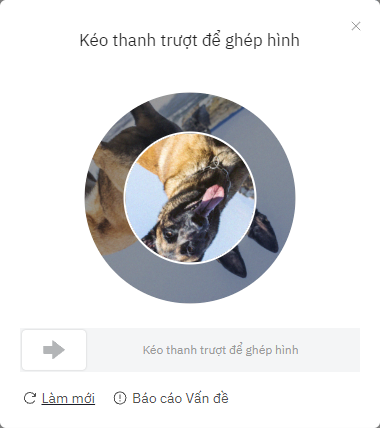 Kéo thanh trượt để ghép hình
Kéo thanh trượt để ghép hình
Làm mới
Báo cáo Vấn đề